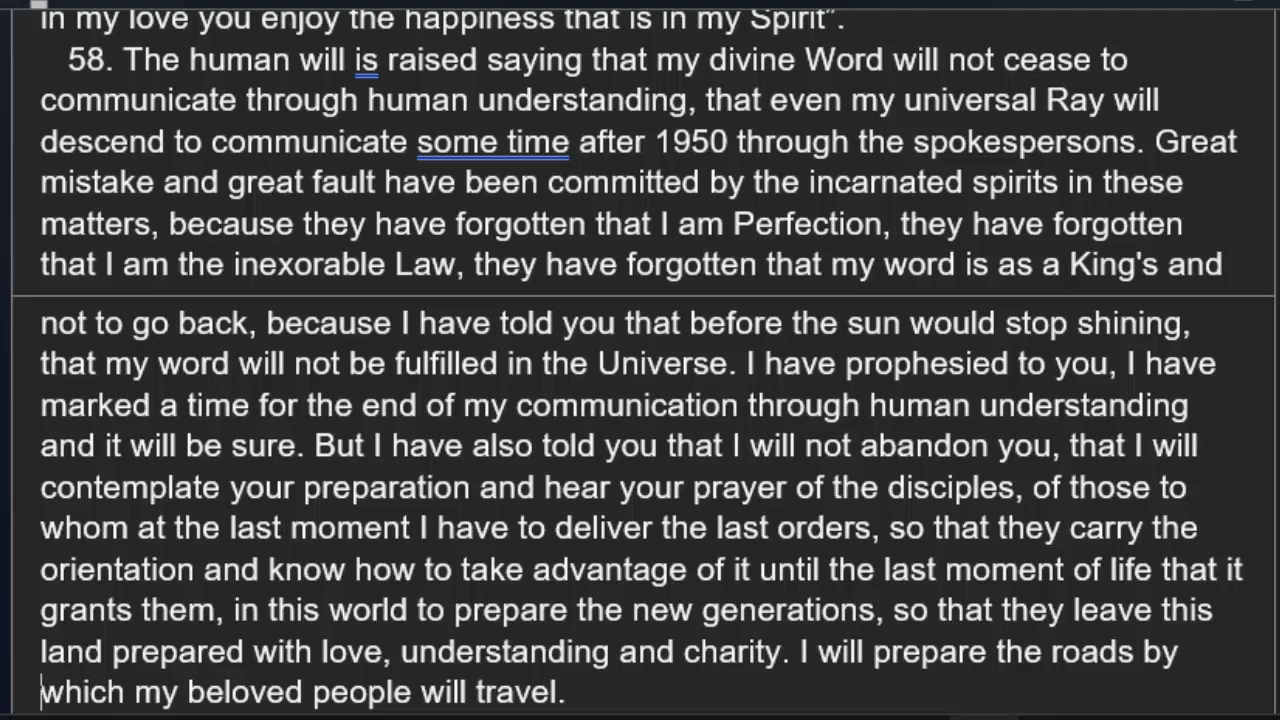 in my love you enjoy the happiness that is in my Spirit”.
58. The human will is raised saying that my divine Word will not cease to
communicate through human understanding, that even my universal Ray will
descend to communicate some time after 1950 through the spokespersons. Great
mistake and great fault have been committed by the incarnated spirits in these
matters, because they have forgotten that I am Perfection, they have forgotten
that I am the inexorable Law, they have forgotten that my word is as a King's and
not to go back, because I have told you that before the sun would stop shining,
that my word will not be fulfilled in the Universe. I have prophesied to you, I have
marked a time for the end of my communication through human understanding
and it will be sure. But I have also told you that I will not abandon you, that I will
contemplate your preparation and hear your prayer of the disciples, of those to
whom at the last moment I have to deliver the last orders, so that they carry the
orientation and know how to take advantage of it until the last moment of life that it
grants them, in this world to prepare the new generations, so that they leave this
land prepared with love, understanding and charity. I will prepare the roads by
which my beloved people will travel.